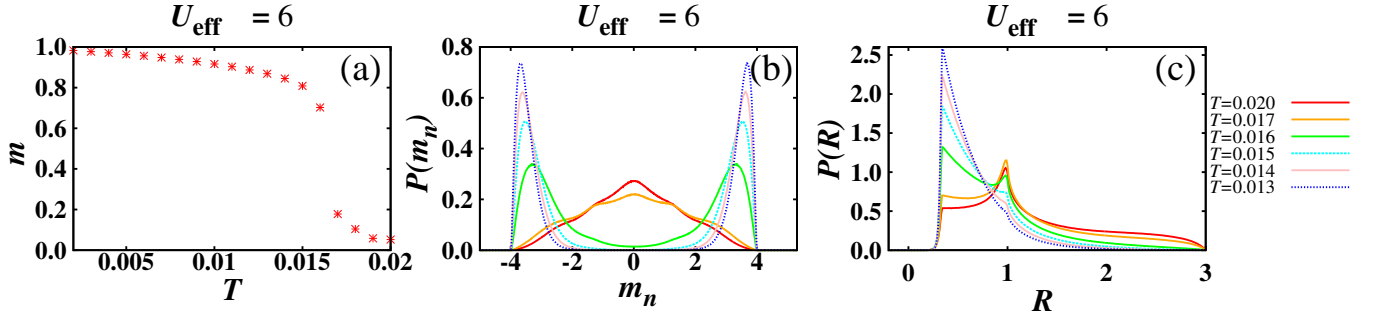 U_eff = 6
(a)
m
1.0
0.8
0.6
0.4
0.2
0.0
0.005 0.01 0.015 0.02
T
U_eff = 6
(b)
P(m_n)
0.8
0.6
0.4
0.2
0.0
-4 -2 0 2 4
m_n
U_eff = 6
(c)
P(R)
2.5
2.0
1.5
1.0
0.5
0.0
0 1 2 3
R
T=0.020
T=0.017
T=0.016
T=0.015
T=0.014
T=0.013